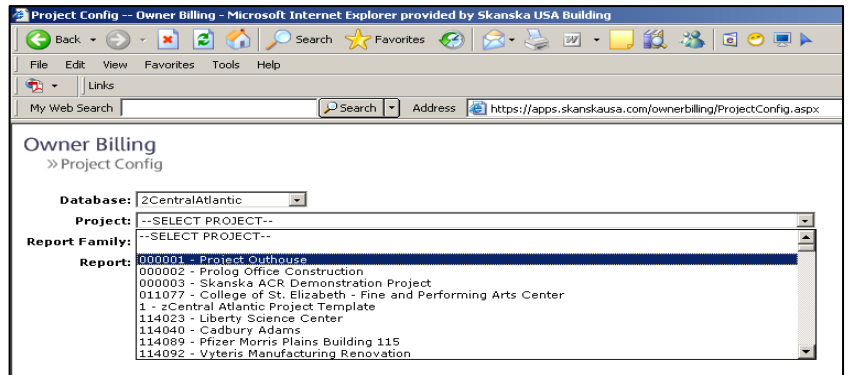 Project Config -- Owner Billing - Microsoft Internet Explorer provided by Skanska USA Building
Back Search Favorites
File Edit View Favorites Tools Help
Links
My Web Search Search Address https://apps.skanskausa.com/ownerbilling/ProjectConfig.aspx
Owner Billing
» Project Config
Database: 2CentralAtlantic
Project: --SELECT PROJECT--
Report Family: --SELECT PROJECT--
Report: 000001 - Project Outhouse
000002 - Prolog Office Construction
000003 - Skanska ACR Demonstration Project
011077 - College of St. Elizabeth - Fine and Performing Arts Center
1 - zCentral Atlantic Project Template
114023 - Liberty Science Center
114040 - Cadbury Adams
114089 - Pfizer Morris Plains Building 115
114092 - Vyteris Manufacturing Renovation